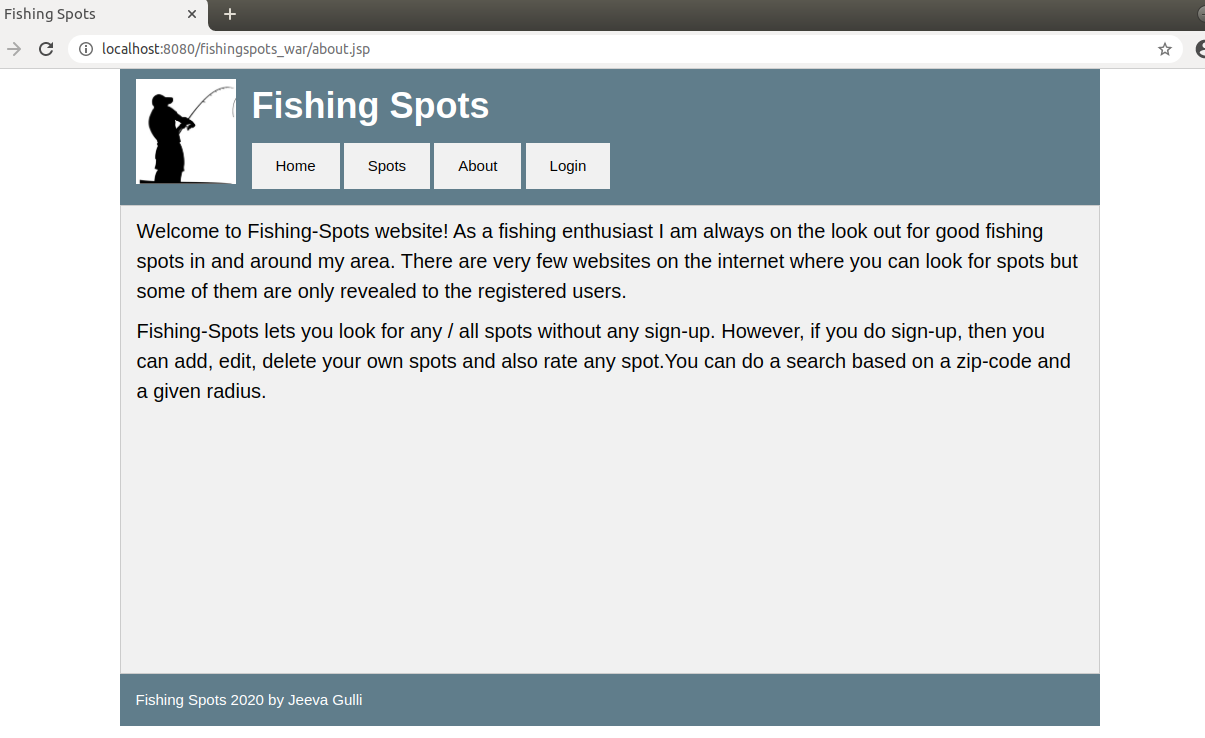 Fishing Spots
localhost:8080/fishingspots_war/about.jsp
Fishing Spots
Home Spots About Login
Welcome to Fishing-Spots website! As a fishing enthusiast I am always on the look out for good fishing
spots in and around my area. There are very few websites on the internet where you can look for spots but
some of them are only revealed to the registered users.
Fishing-Spots lets you look for any / all spots without any sign-up. However, if you do sign-up, then you
can add, edit, delete your own spots and also rate any spot.You can do a search based on a zip-code and
a given radius.
Fishing Spots 2020 by Jeeva Gulli